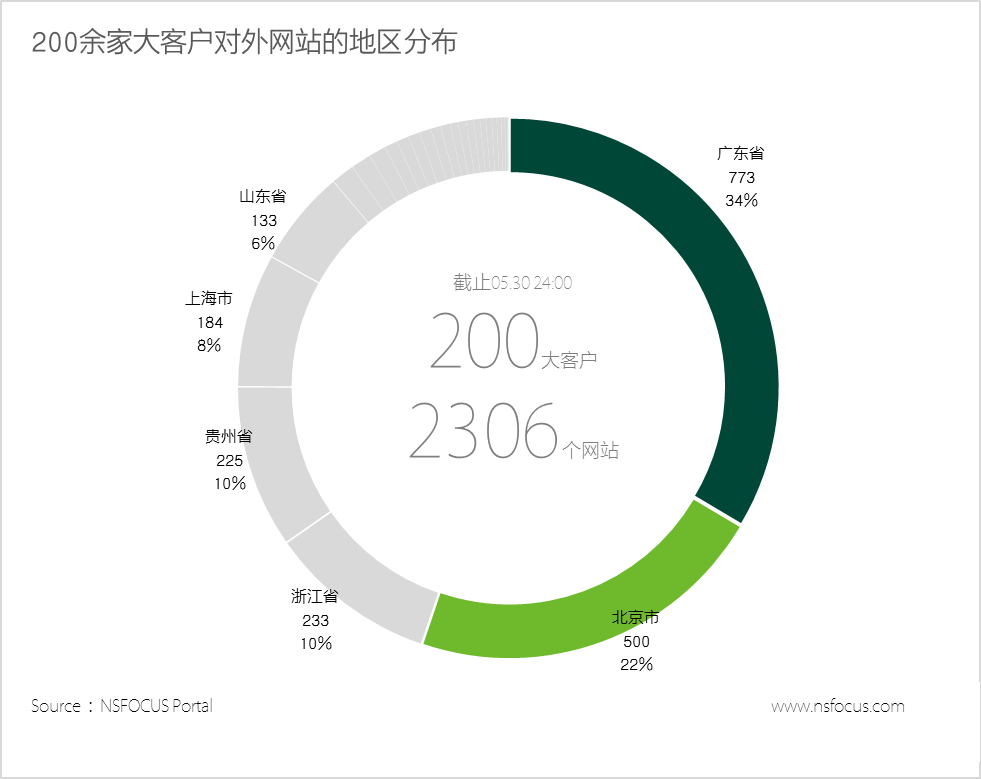 200余家大客户对外网站的地区分布
广东省
773
34%
山东省
133
6%
上海市
184
8%
截止05.30 24:00
200大客户
2306个网站
贵州省
225
10%
浙江省
233
10%
北京市
500
22%
Source：NSFOCUS Portal
www.nsfocus.com